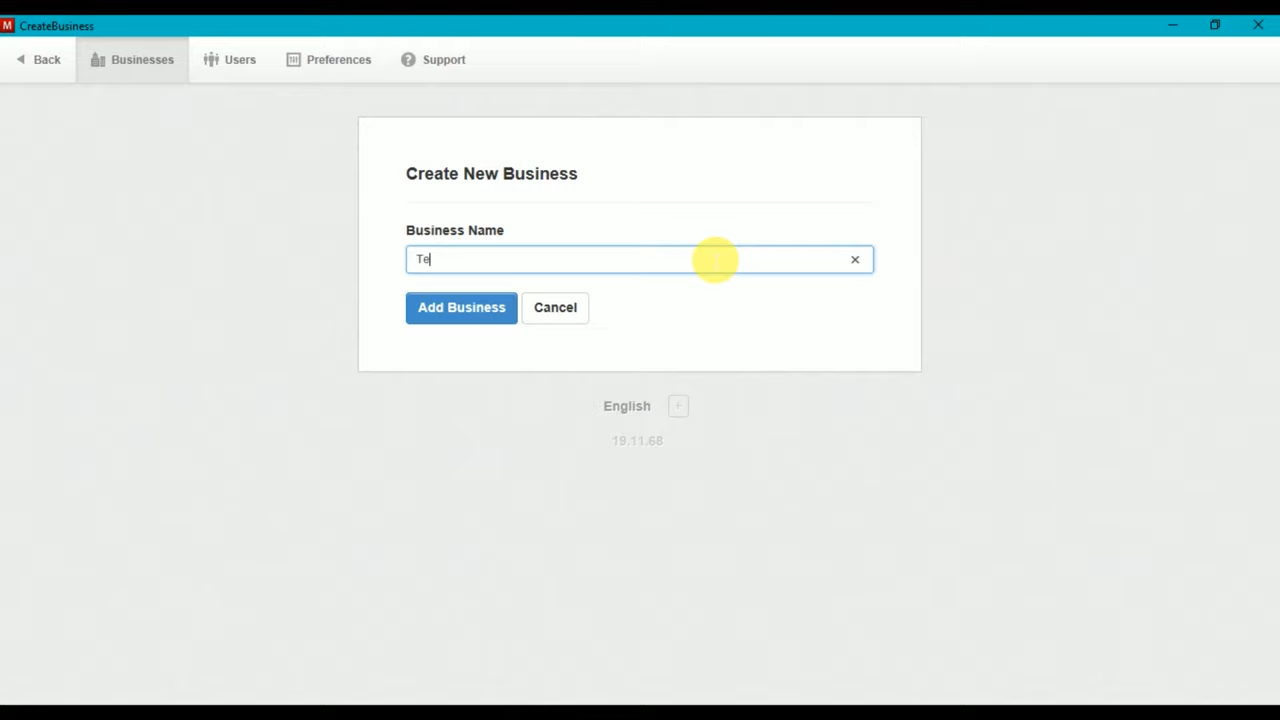 M CreateBusiness
Back Businesses Users Preferences ? Support
Create New Business
Business Name
Te
Add Business Cancel
English +
19.11.68